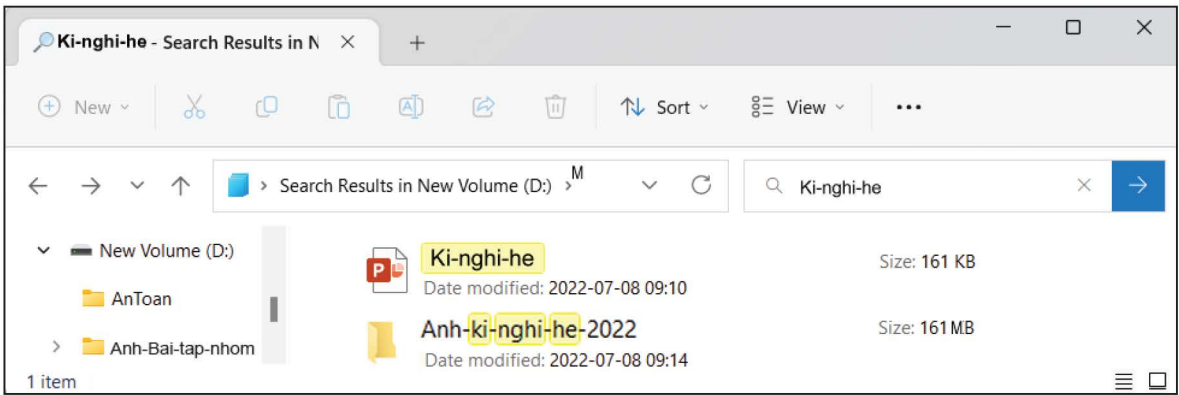 Ki-nghi-he - Search Results in N
New
Sort
View
Search Results in New Volume (D:) > M
Ki-nghi-he
New Volume (D:)
AnToan
Anh-Bai-tap-nhom
Ki-nghi-he
Size: 161 KB
Date modified: 2022-07-08 09:10
Anh-ki-nghi-he-2022
Size: 161 MB
Date modified: 2022-07-08 09:14
1 item